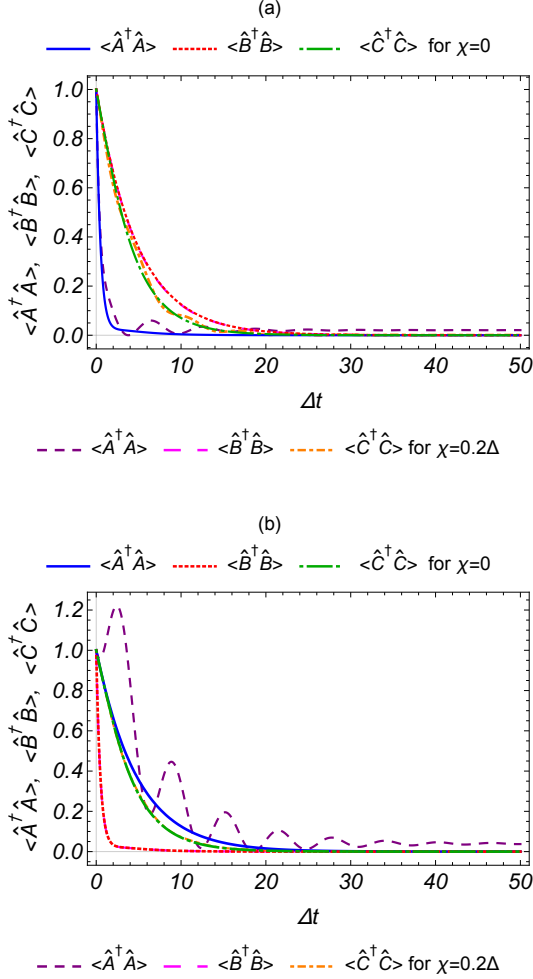 (a)
<Â†Â> <B̂†B̂> <Ĉ†Ĉ> for χ=0
<Â†Â>, <B̂†B̂>, <Ĉ†Ĉ>
1.0
0.8
0.6
0.4
0.2
0.0
0 10 20 30 40 50
Δt
<Â†Â> <B̂†B̂> <Ĉ†Ĉ> for χ=0.2Δ
(b)
<Â†Â> <B̂†B̂> <Ĉ†Ĉ> for χ=0
<Â†Â>, <B̂†B̂>, <Ĉ†Ĉ>
1.2
1.0
0.8
0.6
0.4
0.2
0.0
0 10 20 30 40 50
Δt
<Â†Â> <B̂†B̂> <Ĉ†Ĉ> for χ=0.2Δ